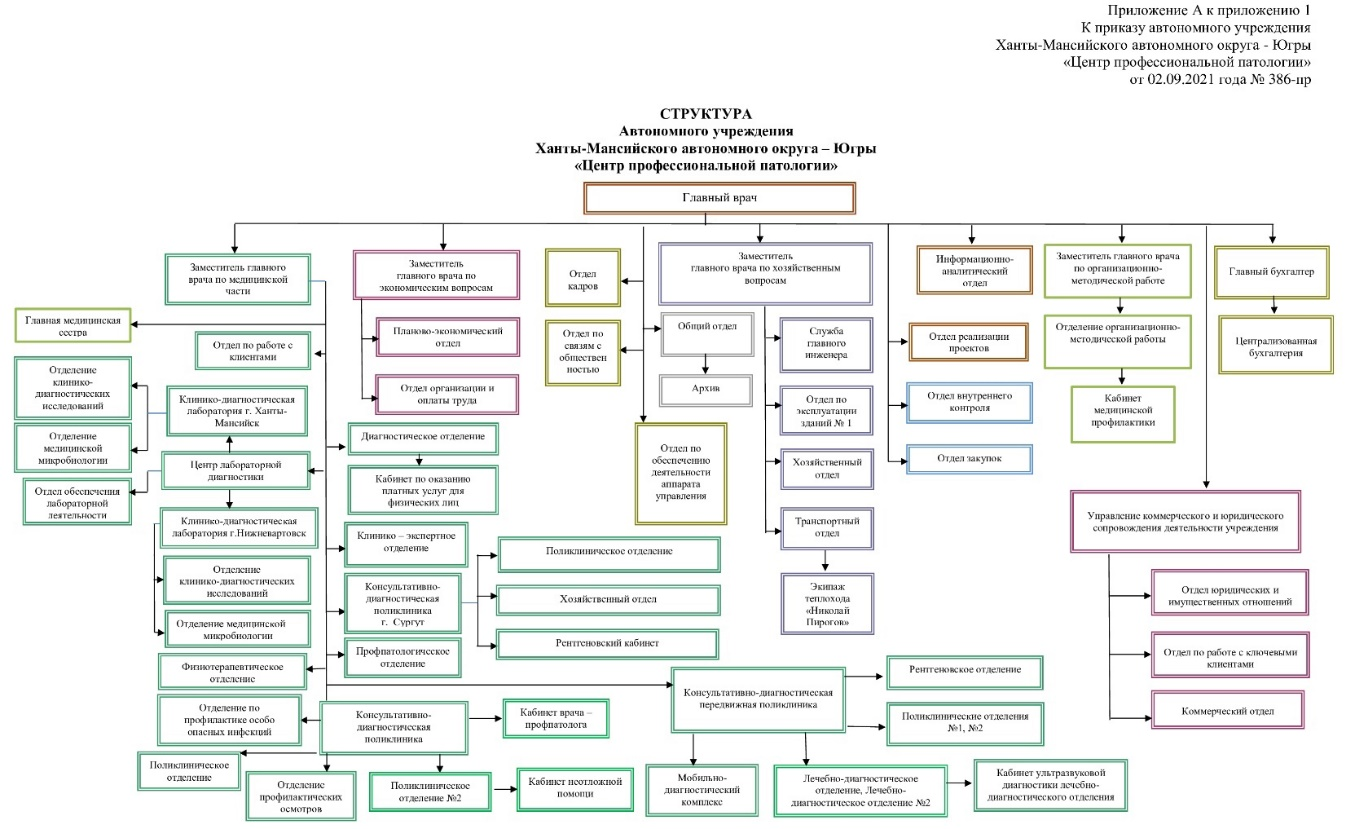 Приложение А к приложению 1
К приказу автономного учреждения
Ханты-Мансийского автономного округа - Югры
«Центр профессиональной патологии»
от 02.09.2021 года № 386-пр
СТРУКТУРА
Автономного учреждения
Ханты-Мансийского автономного округа – Югры
«Центр профессиональной патологии»
Главный врач
Заместитель главного
врача по медицинской
части
Заместитель
главного врача по
экономическим вопросам
Отдел
кадров
Заместитель
главного врача по хозяйственным
вопросам
Информационно-
аналитический
отдел
Заместитель главного врача
по организационно-
методической работе
Главный бухгалтер
Главная медицинская
сестра
Отдел по работе с
клиентами
Планово-экономический
отдел
Отдел по
связям с
обществен
ностью
Общий отдел
Служба
главного
инженера
Отдел реализации
проектов
Отделение организационно-
методической работы
Централизованная
бухгалтерия
Отделение
клинико-
диагностических
исследований
Клинико-диагностическая
лаборатория г. Ханты-
Мансийск
Отдел организации и
оплаты труда
Архив
Отдел по
эксплуатации
зданий № 1
Отдел внутреннего
контроля
Кабинет
медицинской
профилактики
Отделение
медицинской
микробиологии
Диагностическое отделение
Отдел по
обеспечению
деятельности
аппарата
управления
Хозяйственный
отдел
Отдел закупок
Центр лабораторной
диагностики
Кабинет по оказанию
платных услуг для
физических лиц
Отдел обеспечения
лабораторной
деятельности
Клинико-диагностическая
лаборатория г.Нижневартовск
Транспортный
отдел
Управление коммерческого и юридического
сопровождения деятельности учреждения
Клинико – экспертное
отделение
Поликлиническое отделение
Отделение
клинико-диагностических
исследований
Консультативно-
диагностическая
поликлиника
г. Сургут
Хозяйственный отдел
Экипаж
теплохода
«Николай
Пирогов»
Отдел юридических и
имущественных отношений
Отделение медицинской
микробиологии
Рентгеновский кабинет
Отдел по работе с ключевыми
клиентами
Физиотерапевтическое
отделение
Профпатологическое
отделение
Консультативно-диагностическая
передвижная поликлиника
Рентгеновское отделение
Отделение по
профилактике особо
опасных инфекций
Консультативно-
диагностическая
поликлиника
Кабинет врача –
профпатолога
Поликлинические отделения
№1, №2
Коммерческий отдел
Поликлиническое
отделение
Отделение
профилактических
осмотров
Поликлиническое
отделение №2
Кабинет неотложной
помощи
Мобильно-
диагностический
комплекс
Лечебно-диагностическое
отделение, Лечебно-
диагностическое отделение №2
Кабинет ультразвуковой
диагностики лечебно-
диагностического отделения